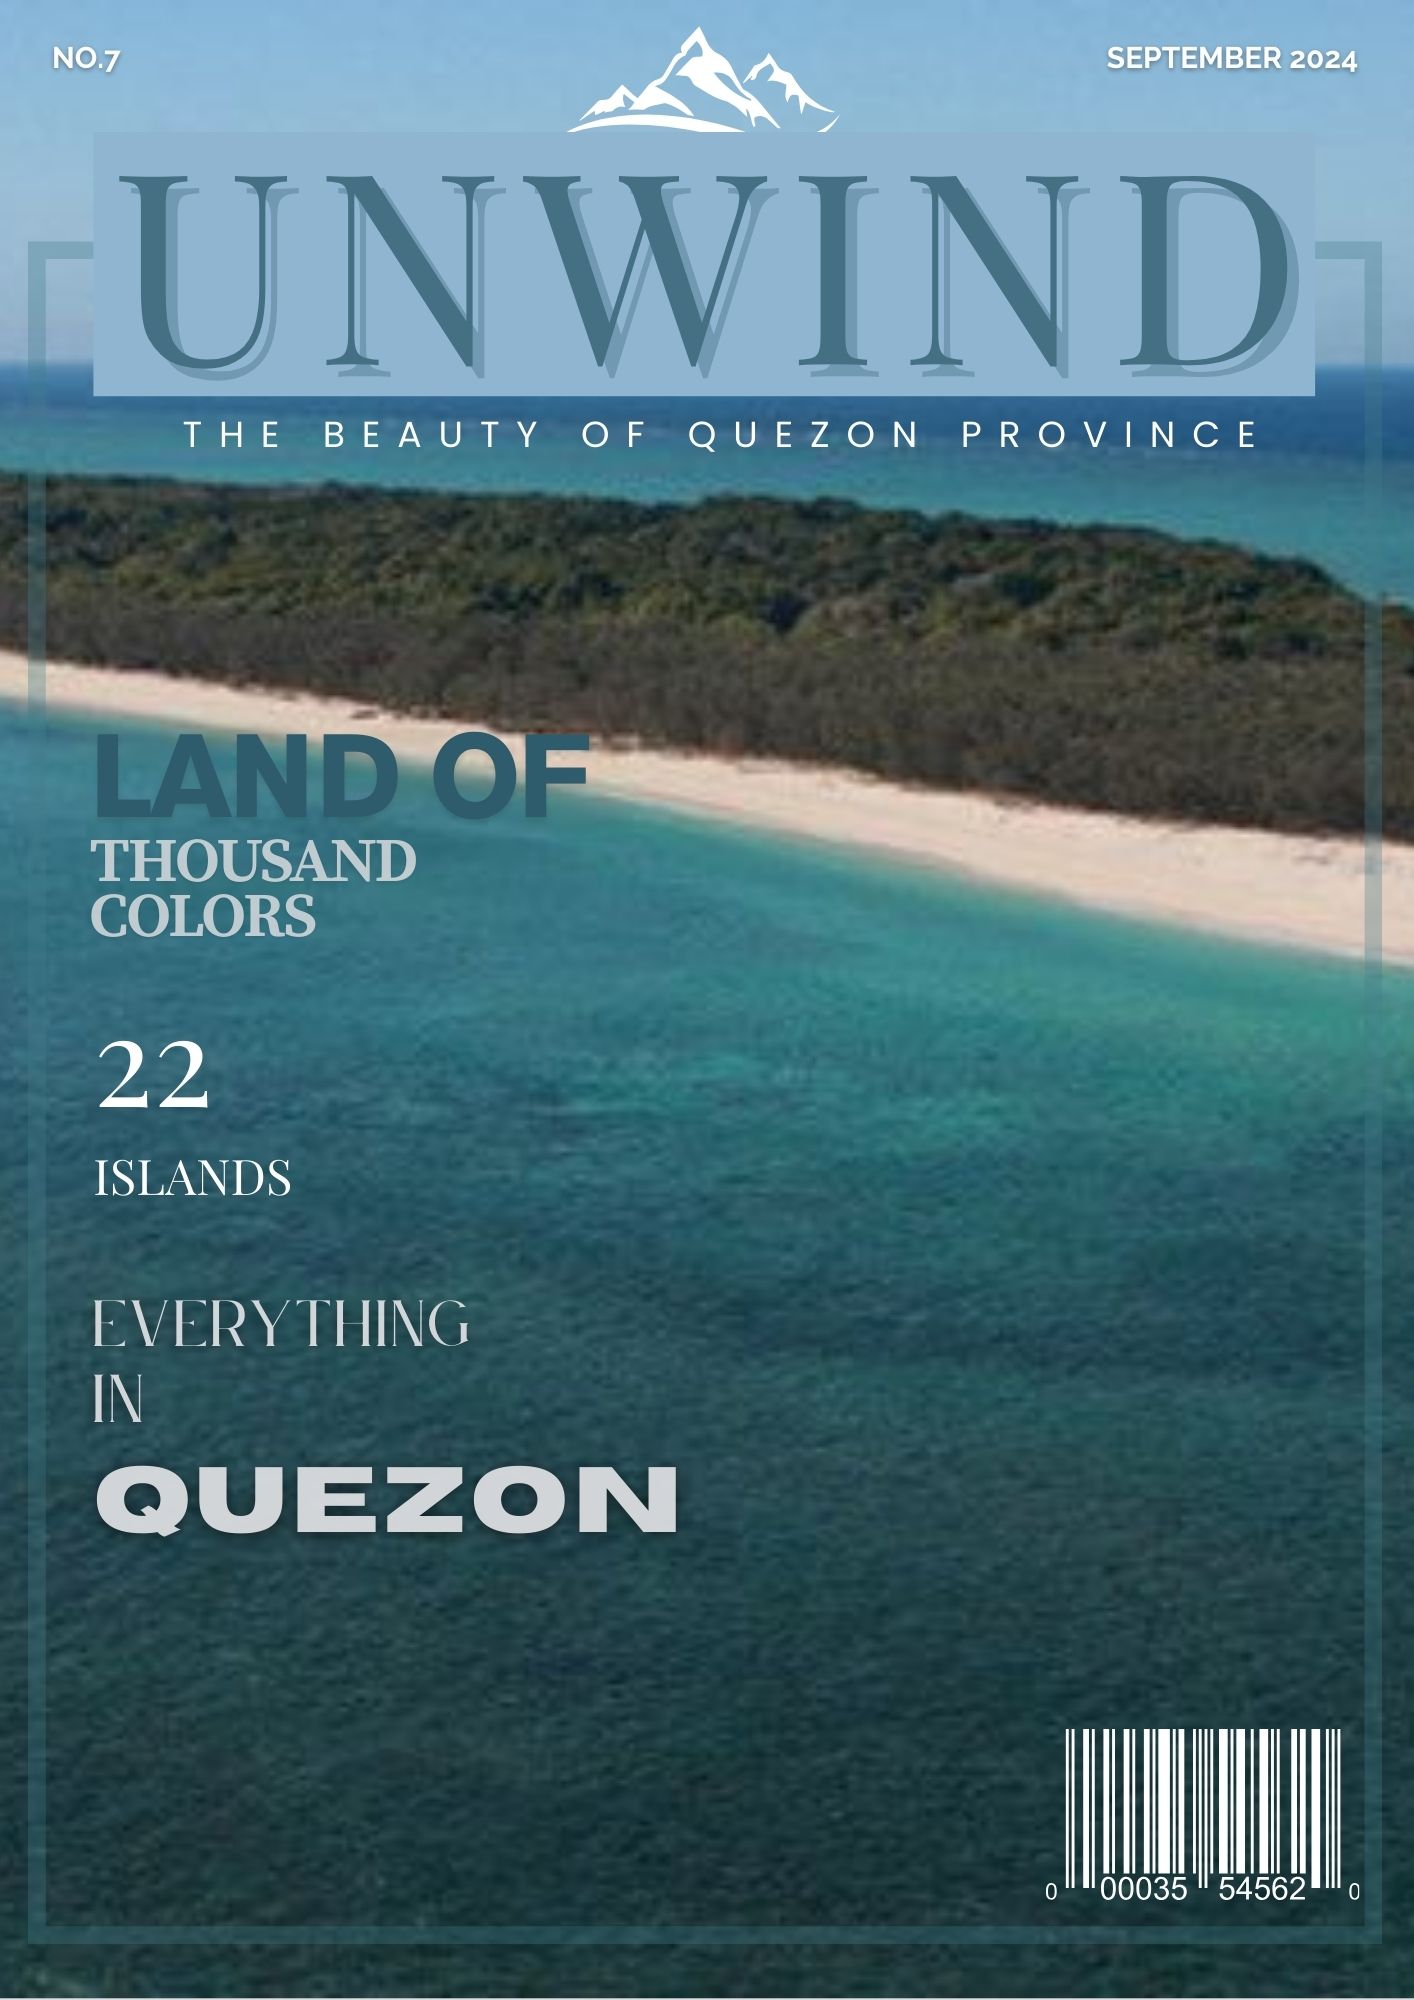 NO.7
SEPTEMBER 2024
UNWIND
THE BEAUTY OF QUEZON PROVINCE
LAND OF
THOUSAND
COLORS
22
ISLANDS
EVERYTHING
IN
QUEZON
0 00035 54562 0